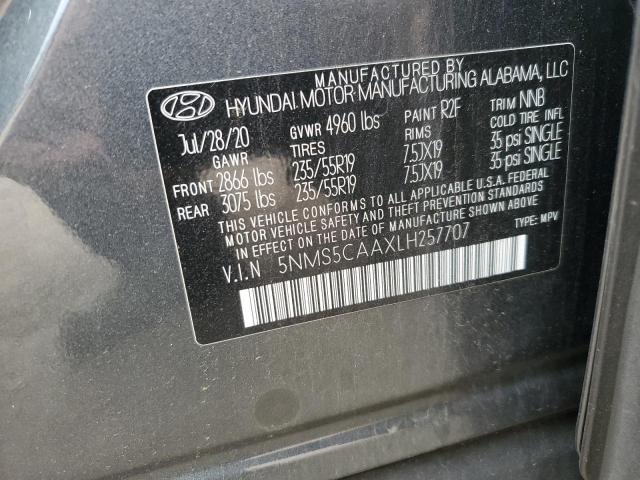 MANUFACTURED BY
HYUNDAI MOTOR MANUFACTURING ALABAMA, LLC
Jul/28/20 GVWR 4960 lbs PAINT R2F TRIM NNB
GAWR TIRES RIMS COLD TIRE INFL
FRONT 2866 lbs 235/55R19 7.5JX19 35 psi SINGLE
REAR 3075 lbs 235/55R19 7.5JX19 35 psi SINGLE
THIS VEHICLE CONFORMS TO ALL APPLICABLE U.S.A. FEDERAL
MOTOR VEHICLE SAFETY AND THEFT PREVENTION STANDARDS
IN EFFECT ON THE DATE OF MANUFACTURE SHOWN ABOVE.
V.I.N 5NMS5CAAXLH257707 TYPE: MPV